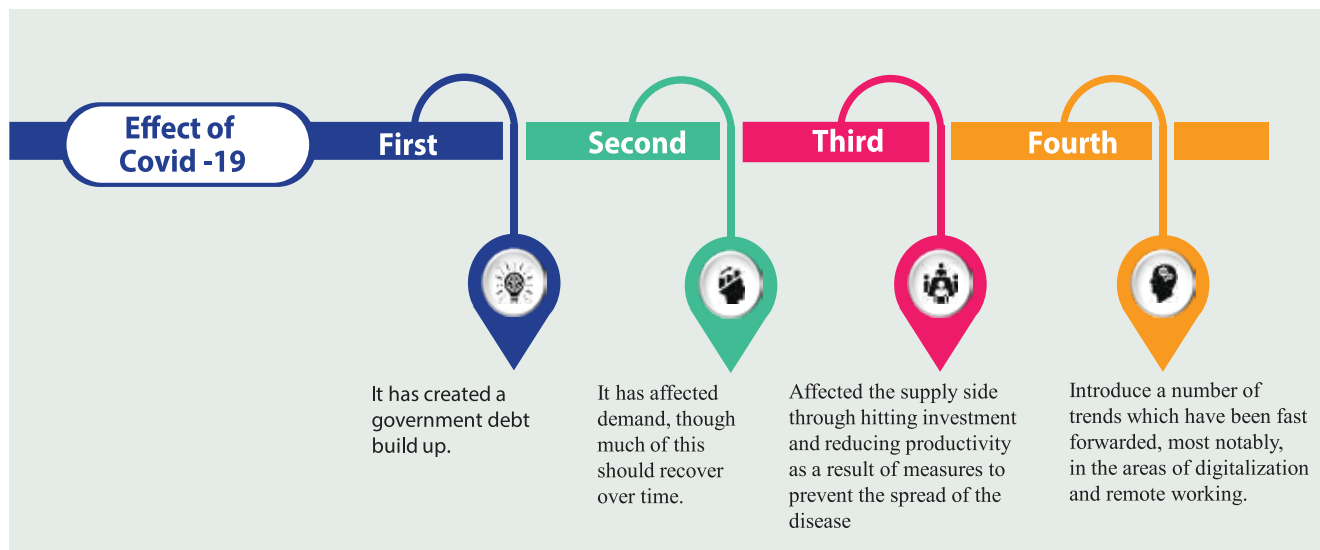 Effect of
Covid -19
First
Second
Third
Fourth
It has created a
government debt
build up.
It has affected
demand, though
much of this
should recover
over time.
Affected the supply side
through hitting investment
and reducing productivity
as a result of measures to
prevent the spread of the
disease
Introduce a number of
trends which have been fast
forwarded, most notably,
in the areas of digitalization
and remote working.